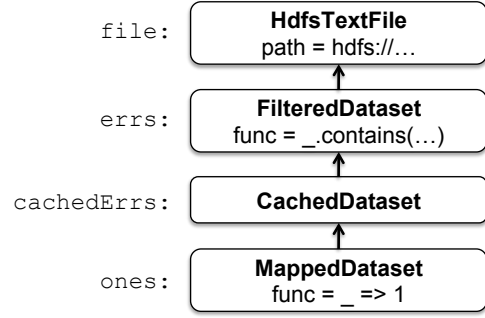 file:
HdfsTextFile
path = hdfs://…
errs:
FilteredDataset
func = _.contains(…)
cachedErrs:
CachedDataset
ones:
MappedDataset
func = _ => 1